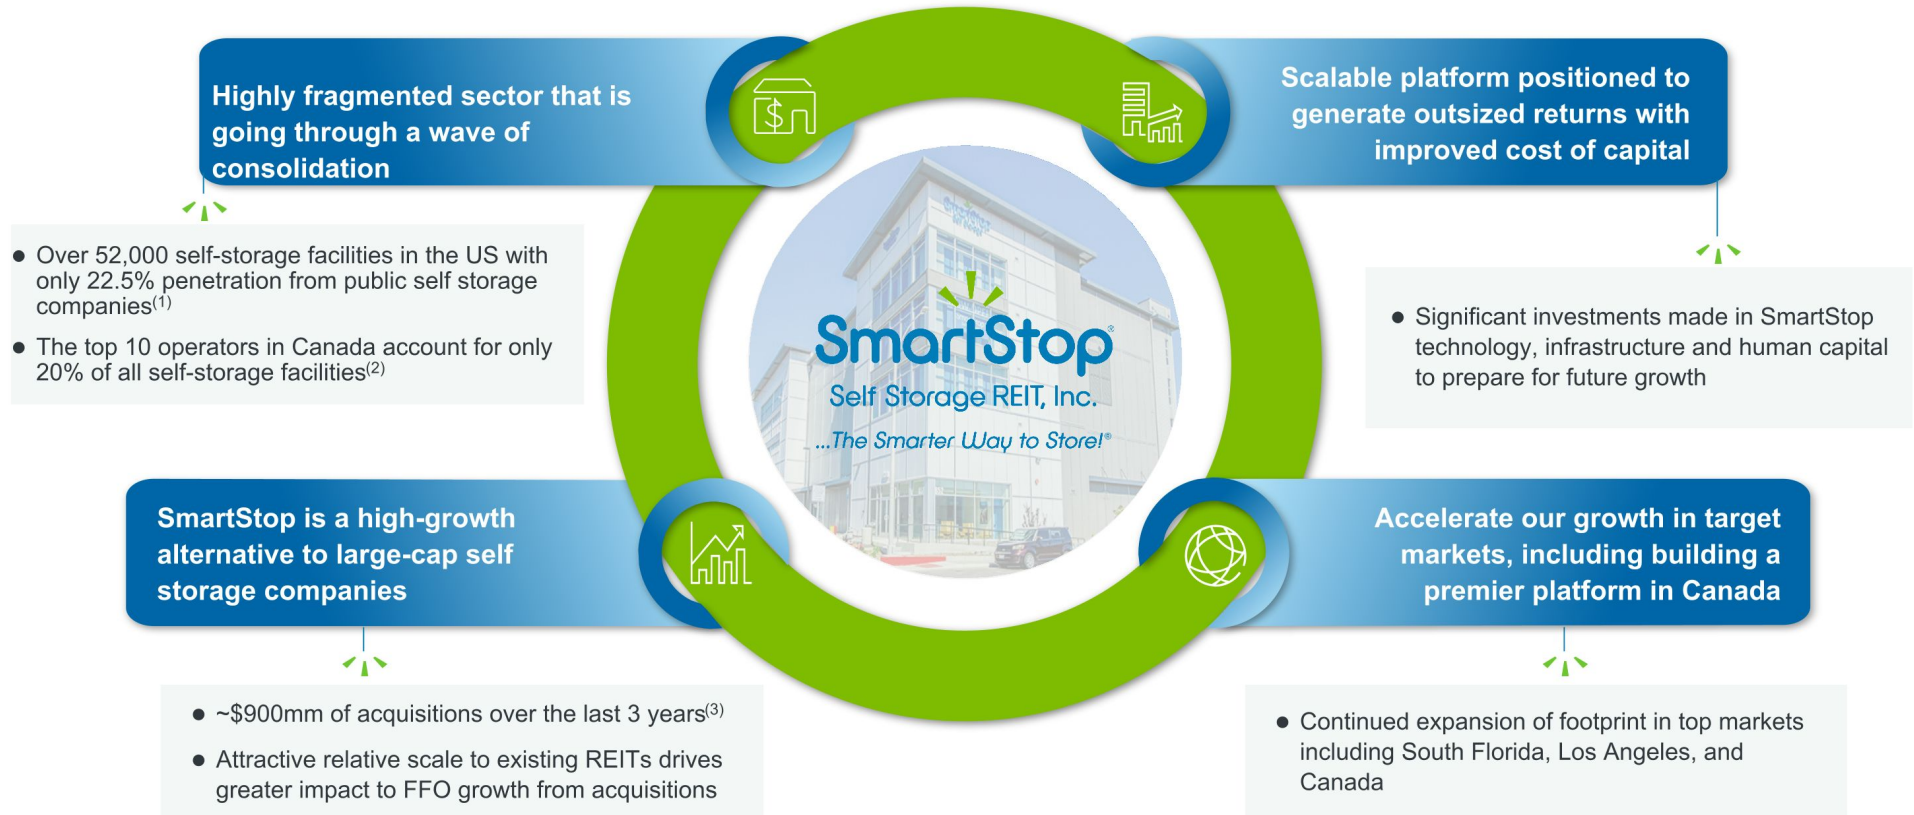 Highly fragmented sector that is
going through a wave of
consolidation
● Over 52,000 self-storage facilities in the US with
only 22.5% penetration from public self storage
companies(1)
● The top 10 operators in Canada account for only
20% of all self-storage facilities(2)
Scalable platform positioned to
generate outsized returns with
improved cost of capital
● Significant investments made in SmartStop
technology, infrastructure and human capital
to prepare for future growth
SmartStop®
Self Storage REIT, Inc.
...The Smarter Way to Store!®
SmartStop is a high-growth
alternative to large-cap self
storage companies
● ~$900mm of acquisitions over the last 3 years(3)
● Attractive relative scale to existing REITs drives
greater impact to FFO growth from acquisitions
Accelerate our growth in target
markets, including building a
premier platform in Canada
● Continued expansion of footprint in top markets
including South Florida, Los Angeles, and
Canada